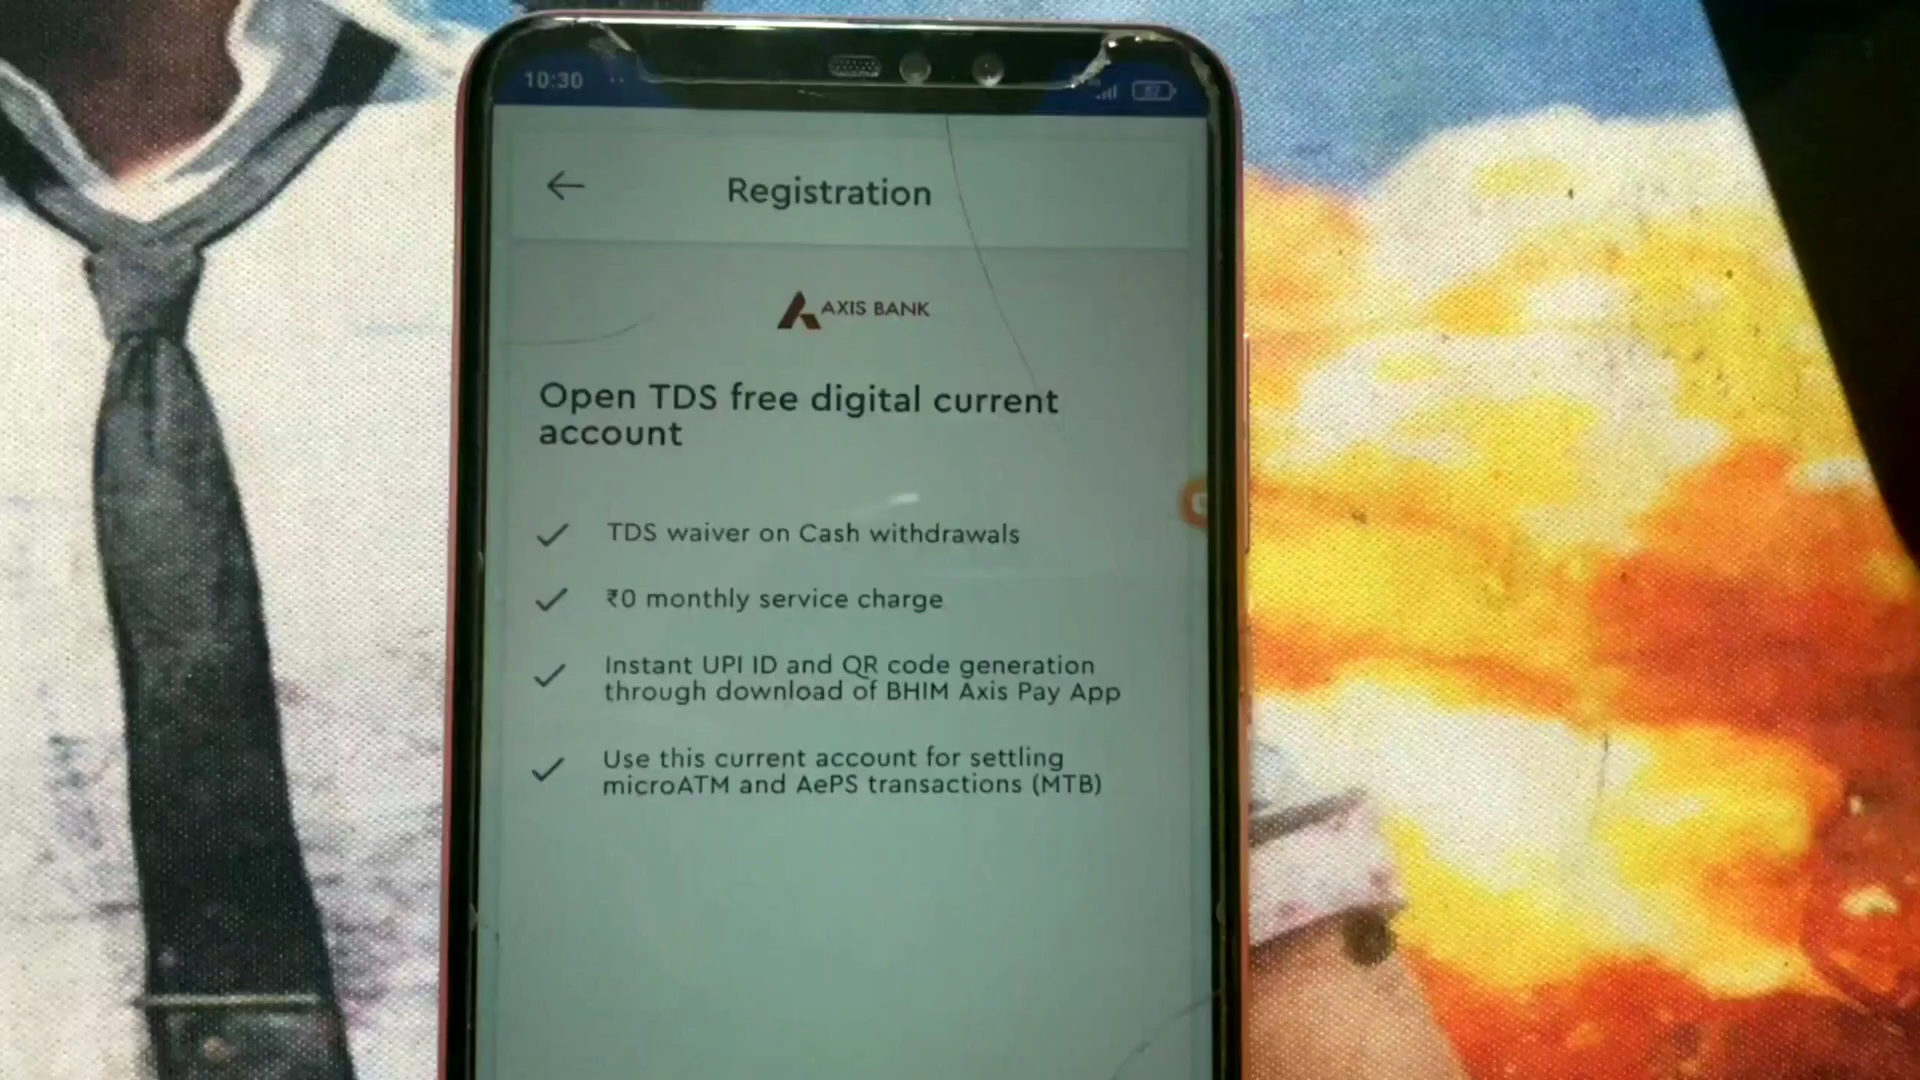 10:30
87
Registration
AXIS BANK
Open TDS free digital current
account
TDS waiver on Cash withdrawals
₹0 monthly service charge
Instant UPI ID and QR code generation
through download of BHIM Axis Pay App
Use this current account for settling
microATM and AePS transactions (MTB)